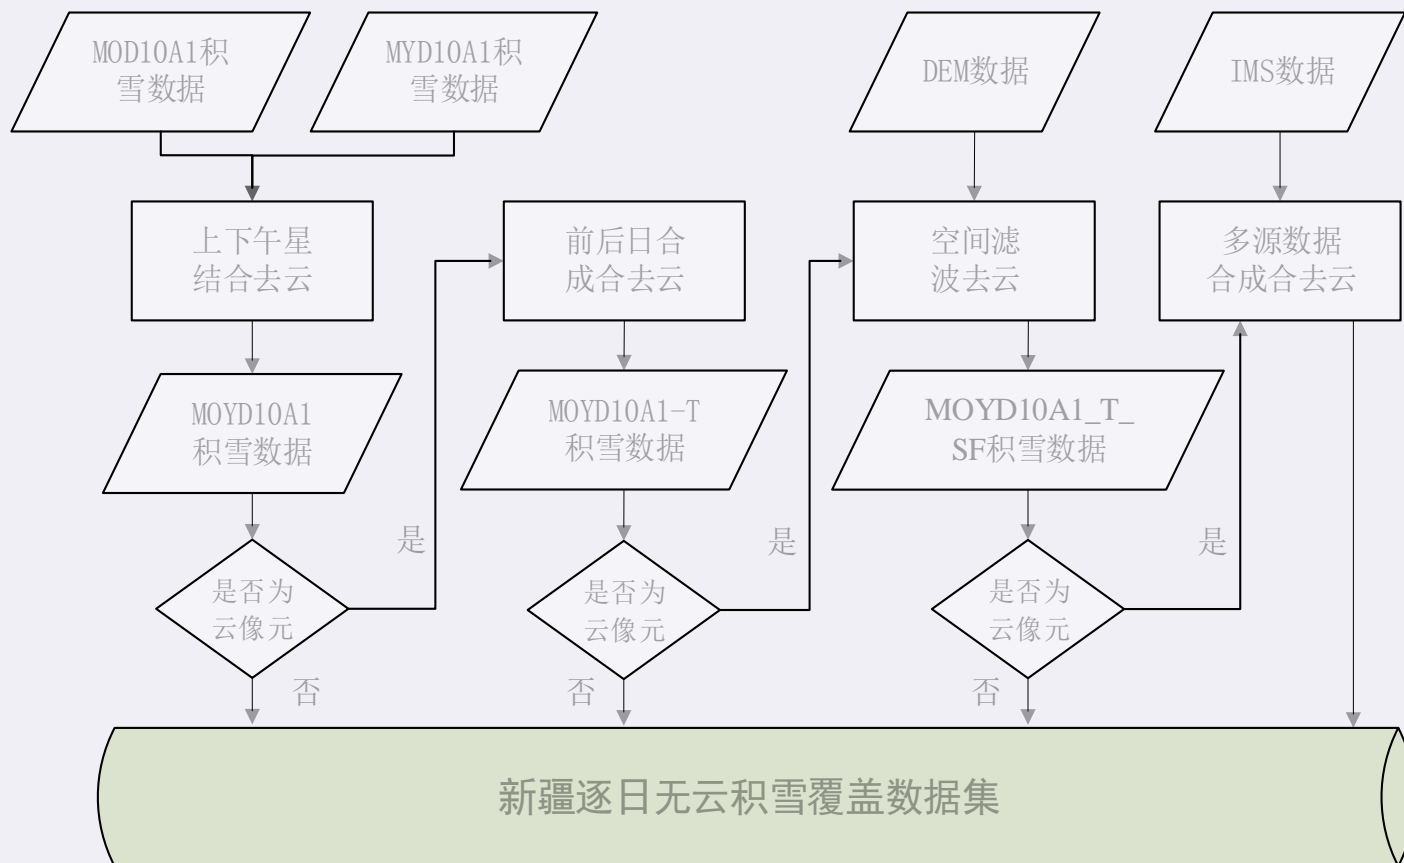 MOD10A1积
雪数据
MYD10A1积
雪数据
DEM数据
IMS数据
上下午星
结合去云
前后日合
成合去云
空间滤
波去云
多源数据
合成合去云
MOYD10A1
积雪数据
MOYD10A1-T
积雪数据
MOYD10A1_T_
SF积雪数据
是
是
是
是否为
云像元
是否为
云像元
是否为
云像元
否
否
否
新疆逐日无云积雪覆盖数据集